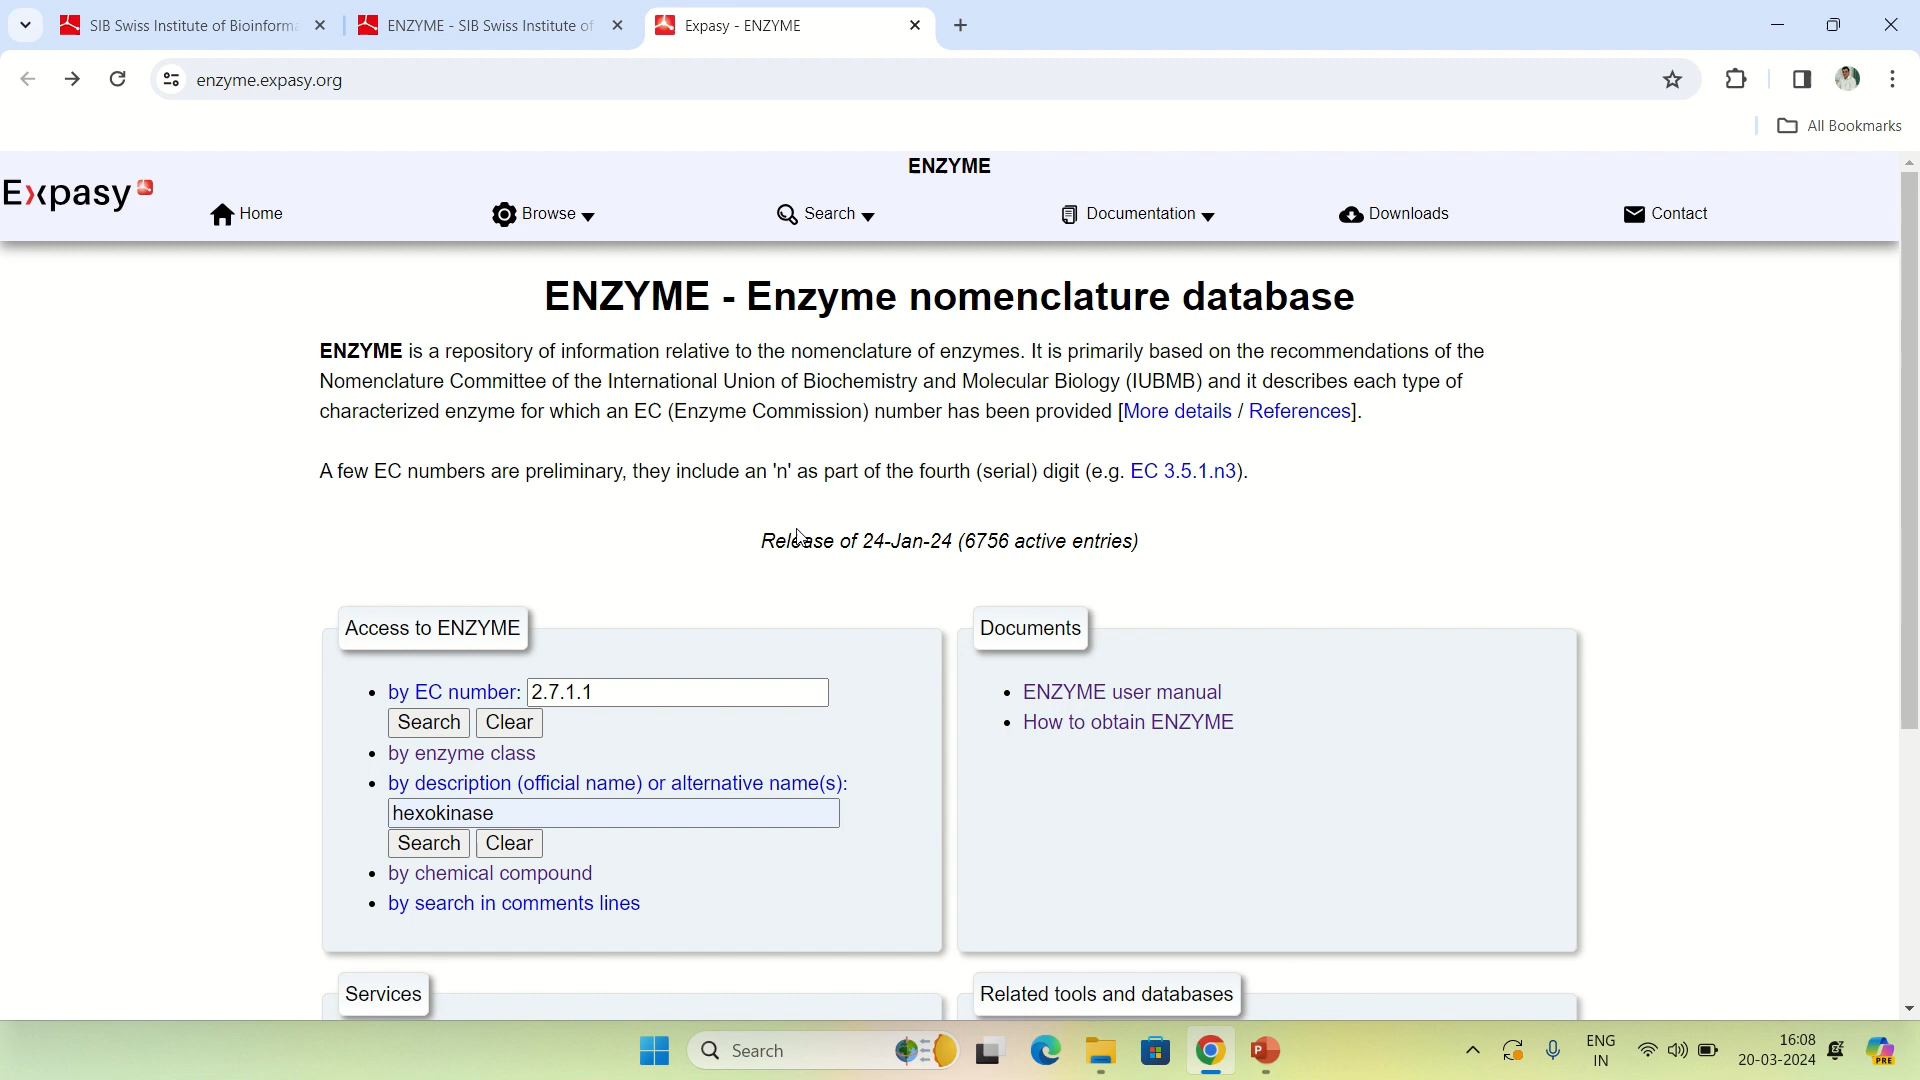 SIB Swiss Institute of Bioinforma
ENZYME - SIB Swiss Institute of
Expasy - ENZYME
enzyme.expasy.org
All Bookmarks
ENZYME
Expasy
Home
Browse
Search
Documentation
Downloads
Contact
ENZYME - Enzyme nomenclature database
ENZYME is a repository of information relative to the nomenclature of enzymes. It is primarily based on the recommendations of the
Nomenclature Committee of the International Union of Biochemistry and Molecular Biology (IUBMB) and it describes each type of
characterized enzyme for which an EC (Enzyme Commission) number has been provided [More details / References].
A few EC numbers are preliminary, they include an 'n' as part of the fourth (serial) digit (e.g. EC 3.5.1.n3).
Release of 24-Jan-24 (6756 active entries)
Access to ENZYME
• by EC number: 2.7.1.1
Search Clear
• by enzyme class
• by description (official name) or alternative name(s):
hexokinase
Search Clear
• by chemical compound
• by search in comments lines
Documents
• ENZYME user manual
• How to obtain ENZYME
Services
Related tools and databases
Search
ENG
IN
16:08
20-03-2024
PRE